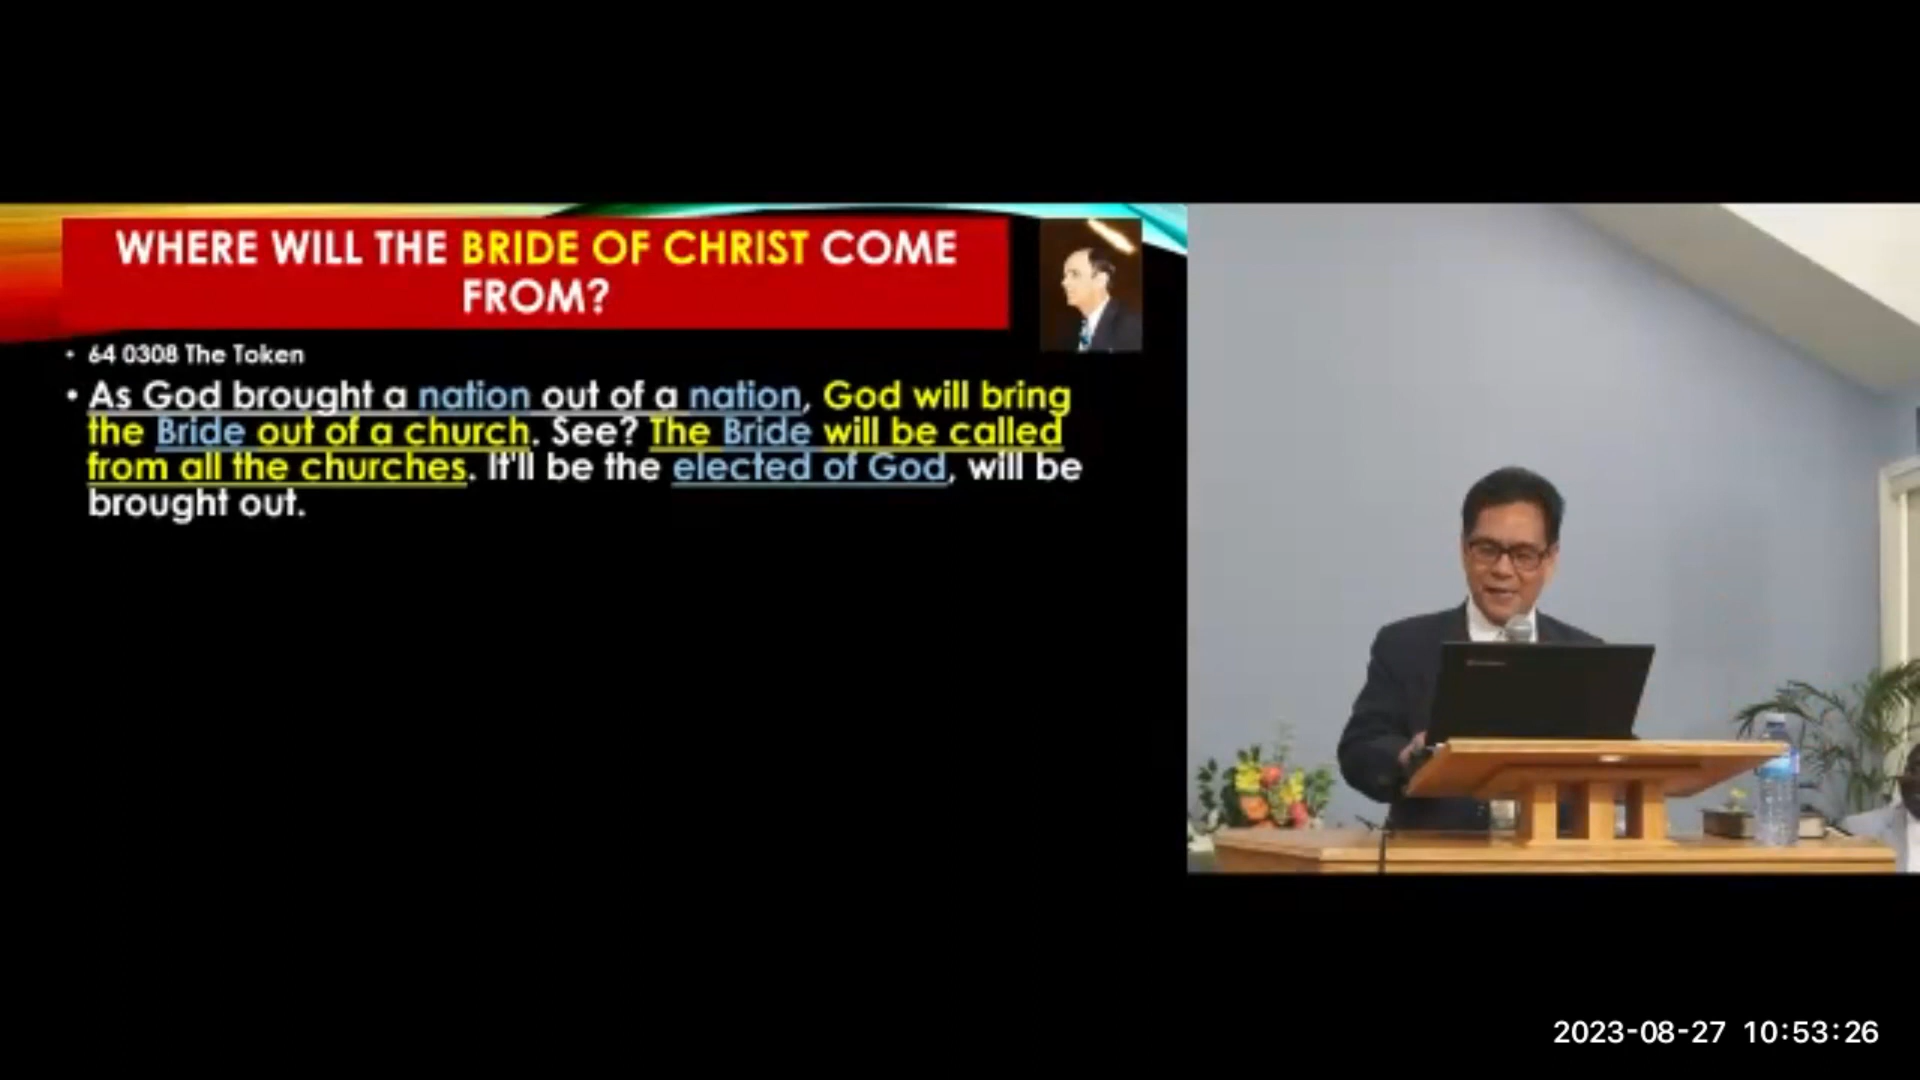 WHERE WILL THE BRIDE OF CHRIST COME
FROM?
• 64 0308 The Token
• As God brought a nation out of a nation, God will bring
the Bride out of a church. See? The Bride will be called
from all the churches. It'll be the elected of God, will be
brought out.
2023-08-27 10:53:26